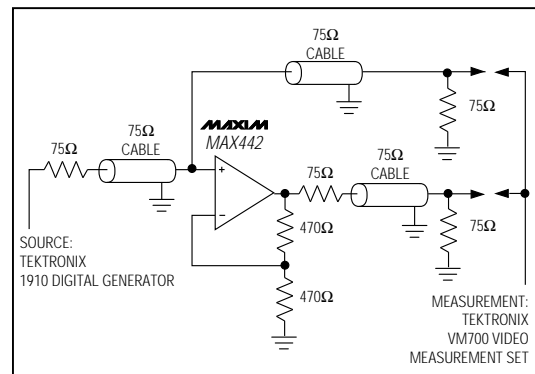 75Ω
CABLE
75Ω
75Ω
CABLE
MAXIM
MAX442
75Ω
+
−
75Ω
75Ω
CABLE
75Ω
470Ω
470Ω
SOURCE:
TEKTRONIX
1910 DIGITAL GENERATOR
MEASUREMENT:
TEKTRONIX
VM700 VIDEO
MEASUREMENT SET